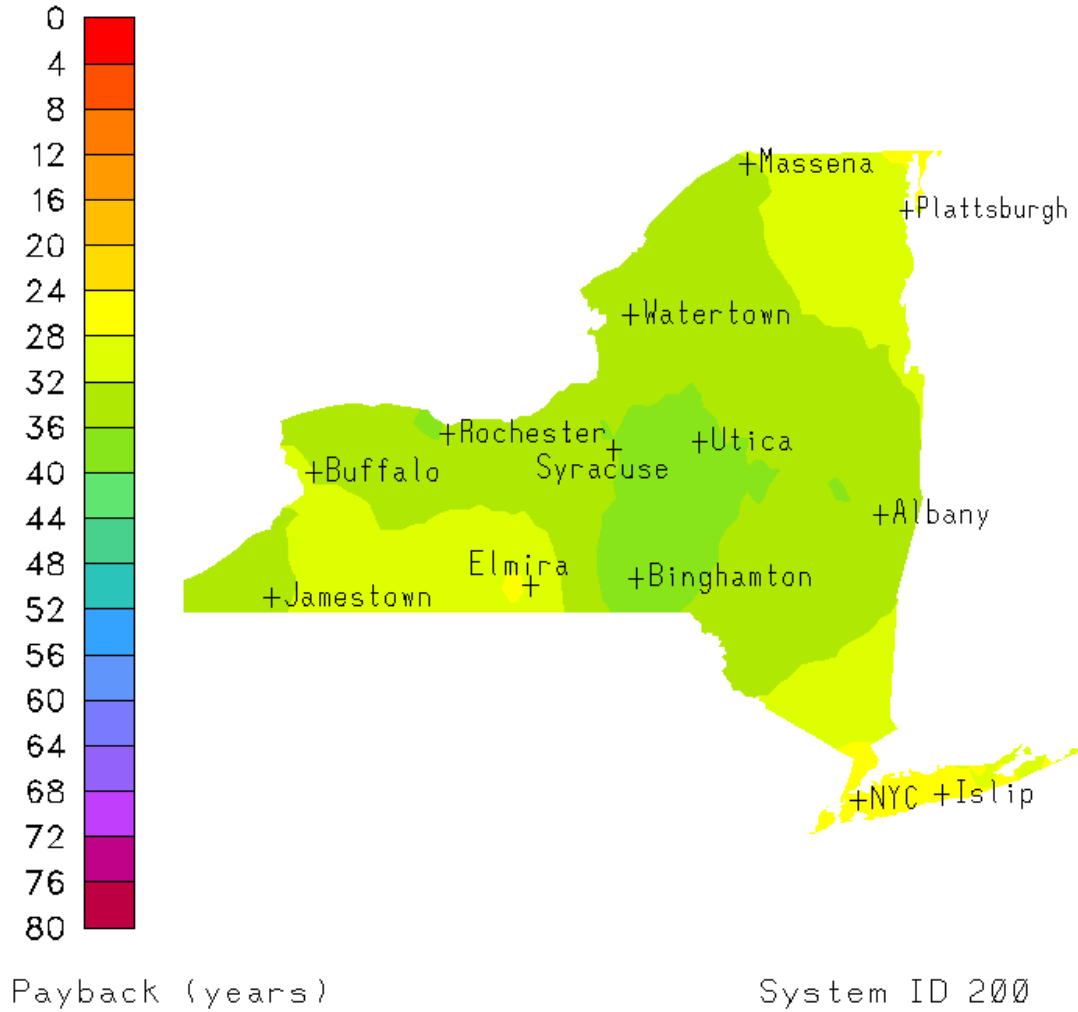 0
4
8
12
16
20
24
28
32
36
40
44
48
52
56
60
64
68
72
76
80
Massena
Plattsburgh
Watertown
Rochester
Utica
Syracuse
Buffalo
Albany
Elmira
Binghamton
Jamestown
NYC
Islip
Payback (years)
System ID 200